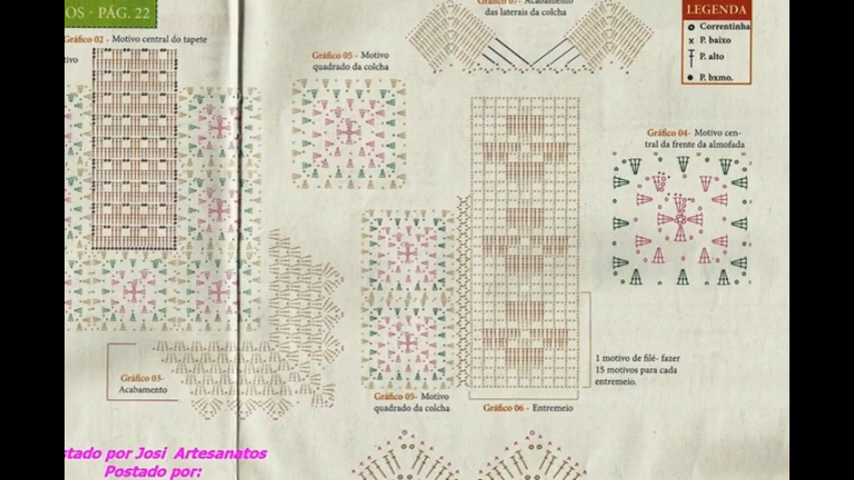 OS - PÁG. 22
Gráfico 02 - Motivo central do tapete
tivo
Gráfico 05 - Motivo
quadrado da colcha
Gráfico 07- Acabamento
das laterais da colcha
LEGENDA
Correntinha
P. baixo
P. alto
P. bxmo.
Gráfico 04- Motivo cen-
tral da frente da almofada
1 motivo de filé- fazer
15 motivos para cada
entremeio.
Gráfico 03-
Acabamento
Gráfico 05- Motivo
quadrado da colcha
Gráfico 06 - Entremeio
stado por Josi Artesanatos
Postado por: